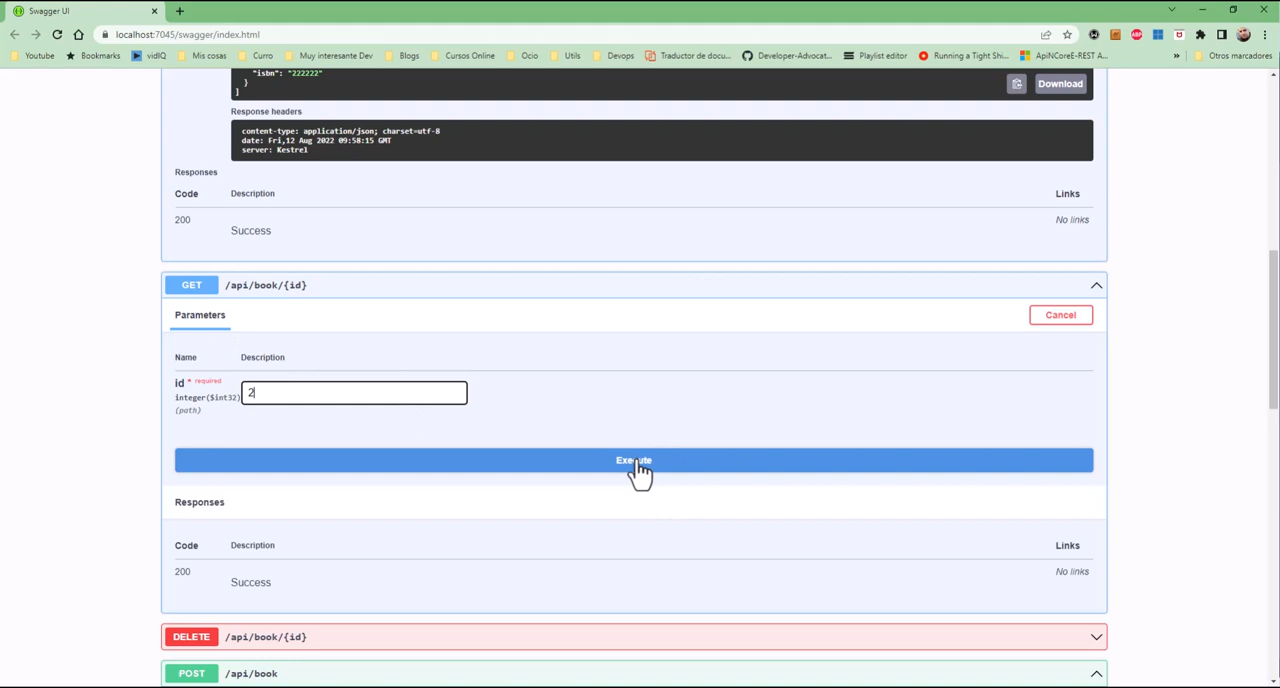 Swagger UI
localhost:7045/swagger/index.html
Youtube Bookmarks vidIQ Mis cosas Curro Muy interesante Dev Blogs Cursos Online Ocio Utils Devops Traductor de docu... Developer-Advocat... Playlist editor Running a Tight Shi... ApiNCoreE-REST A... » Otros marcadores
"isbn": "222222"
}
]
Download
Response headers
content-type: application/json; charset=utf-8
date: Fri,12 Aug 2022 09:58:15 GMT
server: Kestrel
Responses
Code Description Links
200 Success No links
GET /api/book/{id}
Parameters Cancel
Name Description
id * required
integer($int32)
(path)
2
Execute
Responses
Code Description Links
200 Success No links
DELETE /api/book/{id}
POST /api/book